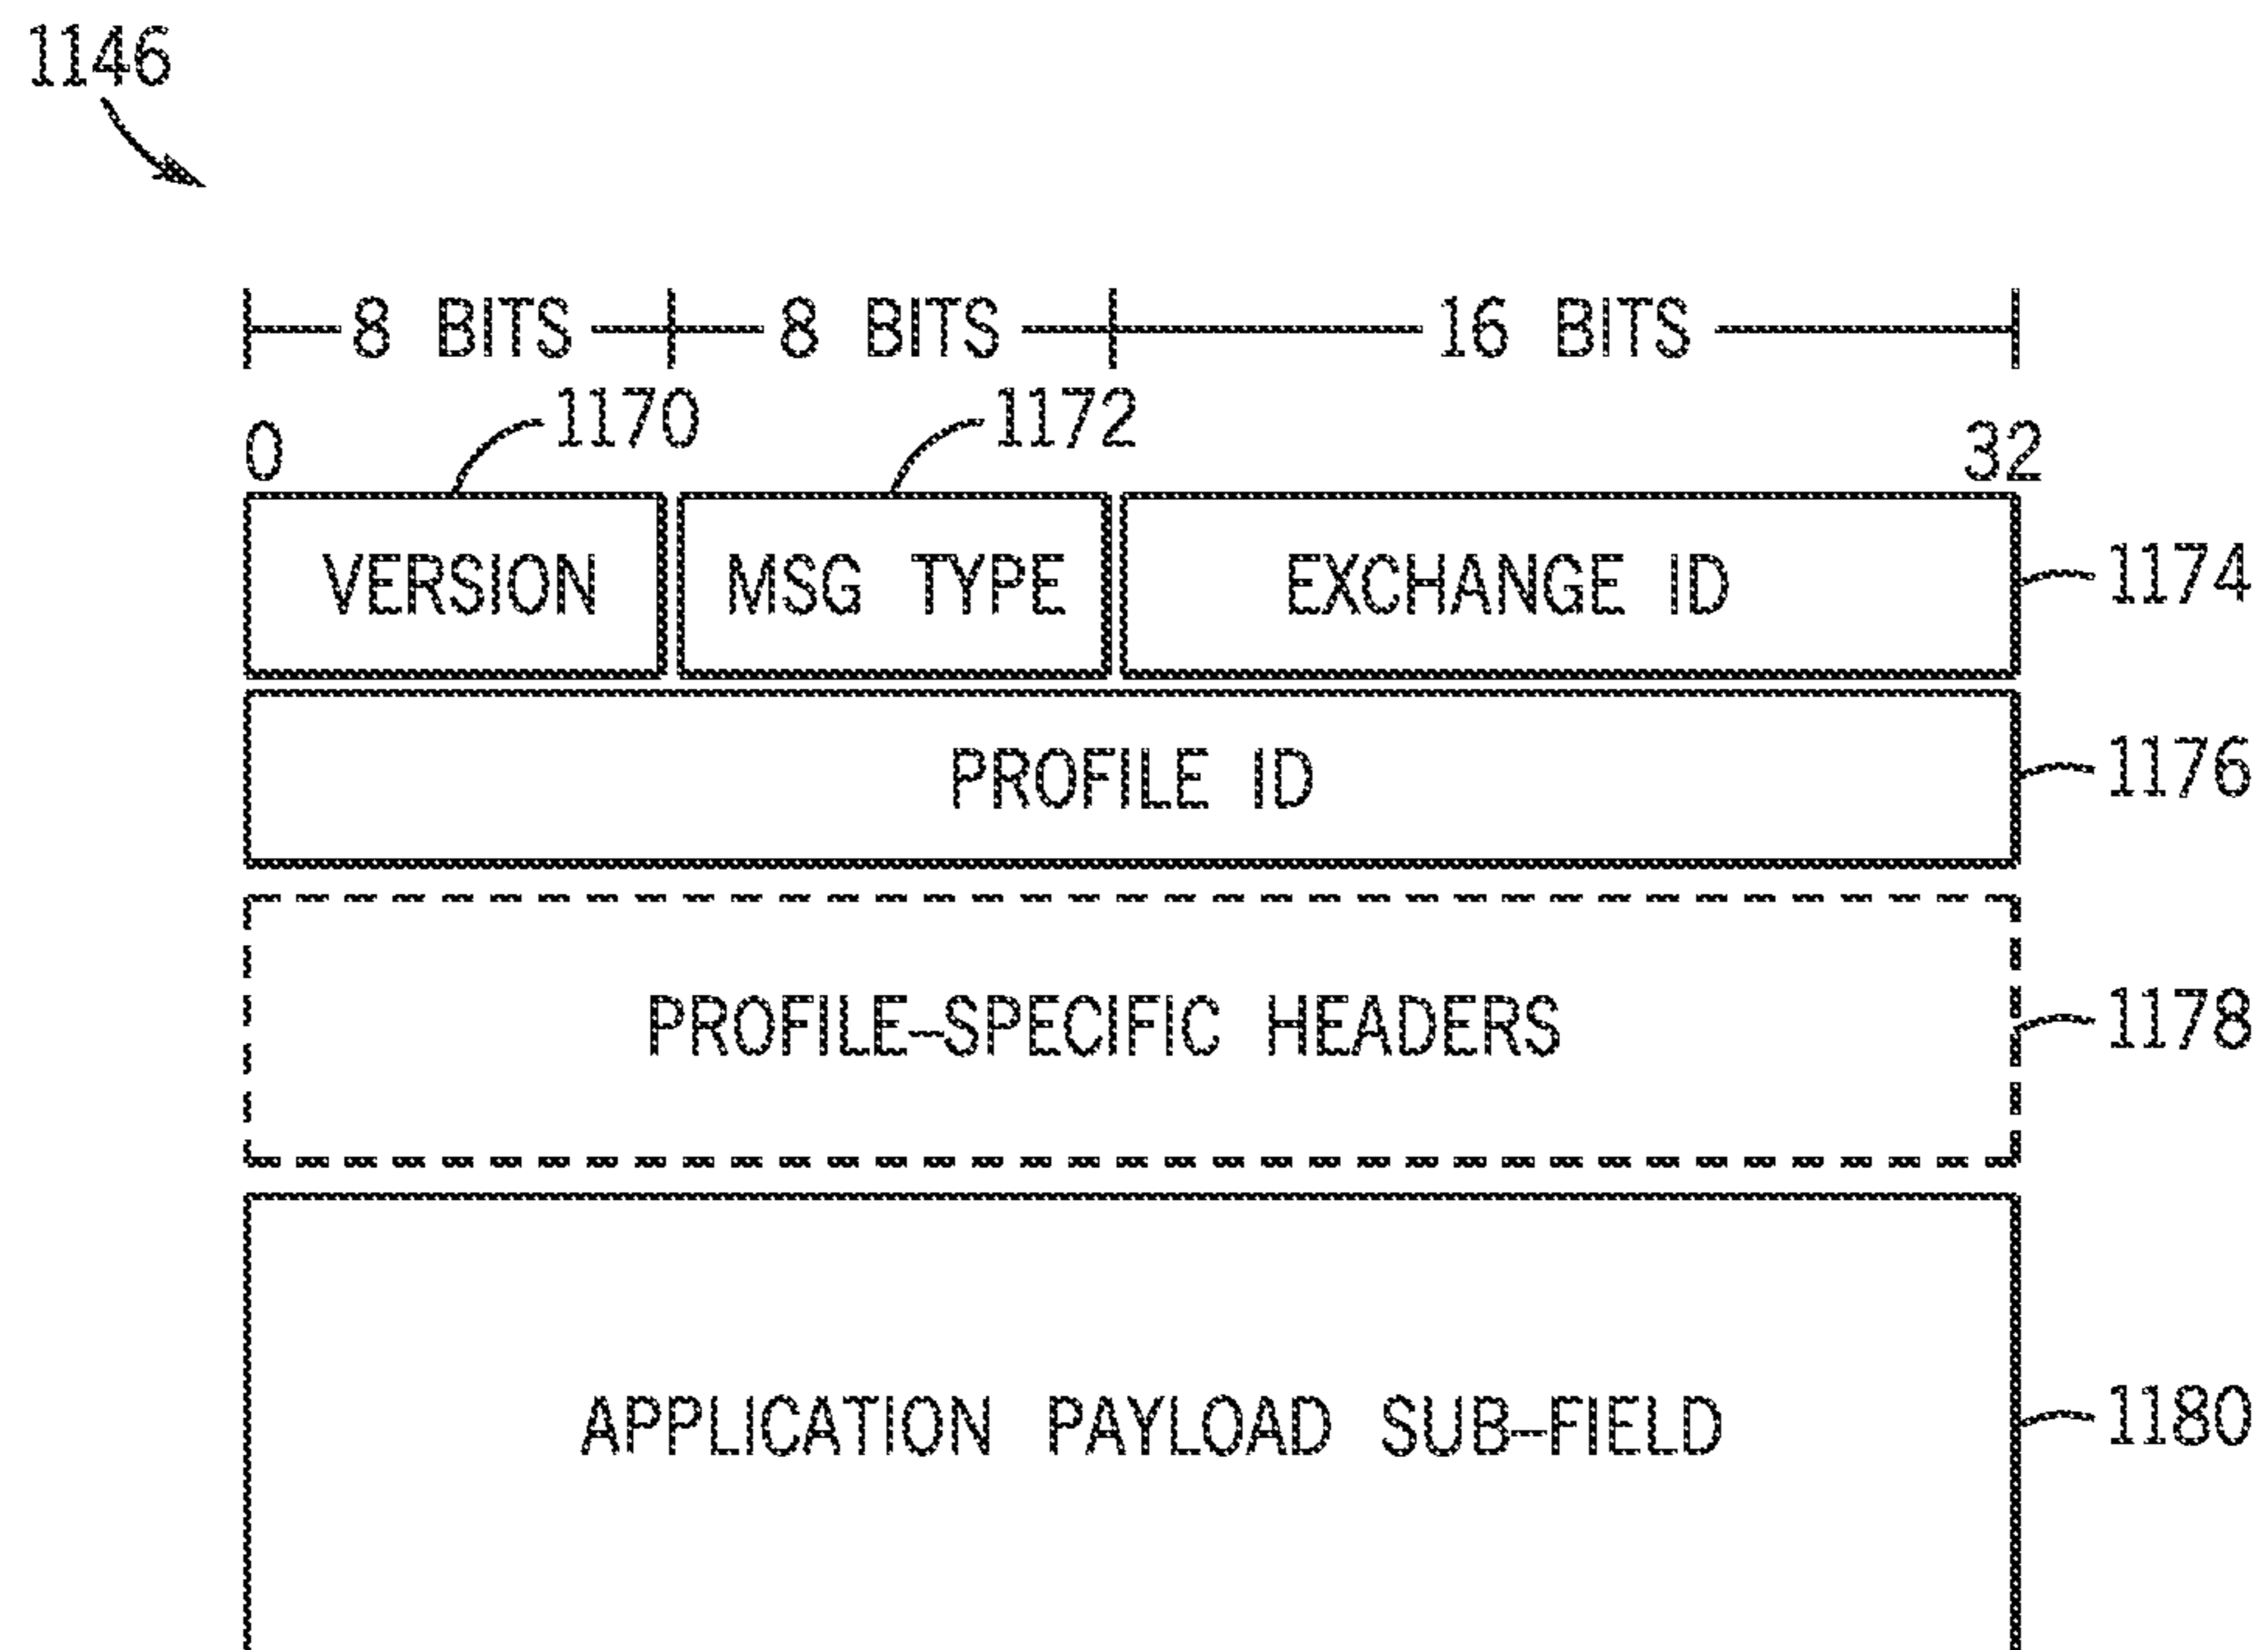 1146
8 BITS 8 BITS 16 BITS
1170 1172
0 32
VERSION MSG TYPE EXCHANGE ID 1174
PROFILE ID 1176
PROFILE-SPECIFIC HEADERS 1178
APPLICATION PAYLOAD SUB-FIELD 1180